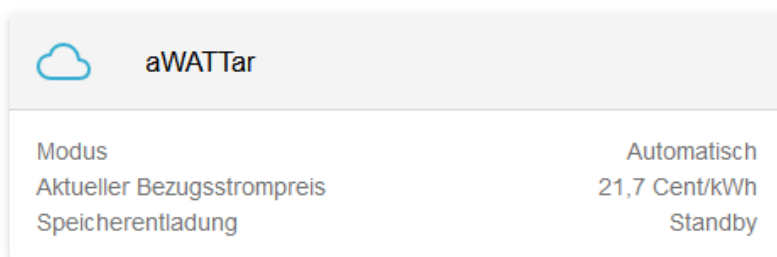 aWATTar
Modus Automatisch
Aktueller Bezugsstrompreis 21,7 Cent/kWh
Speicherentladung Standby